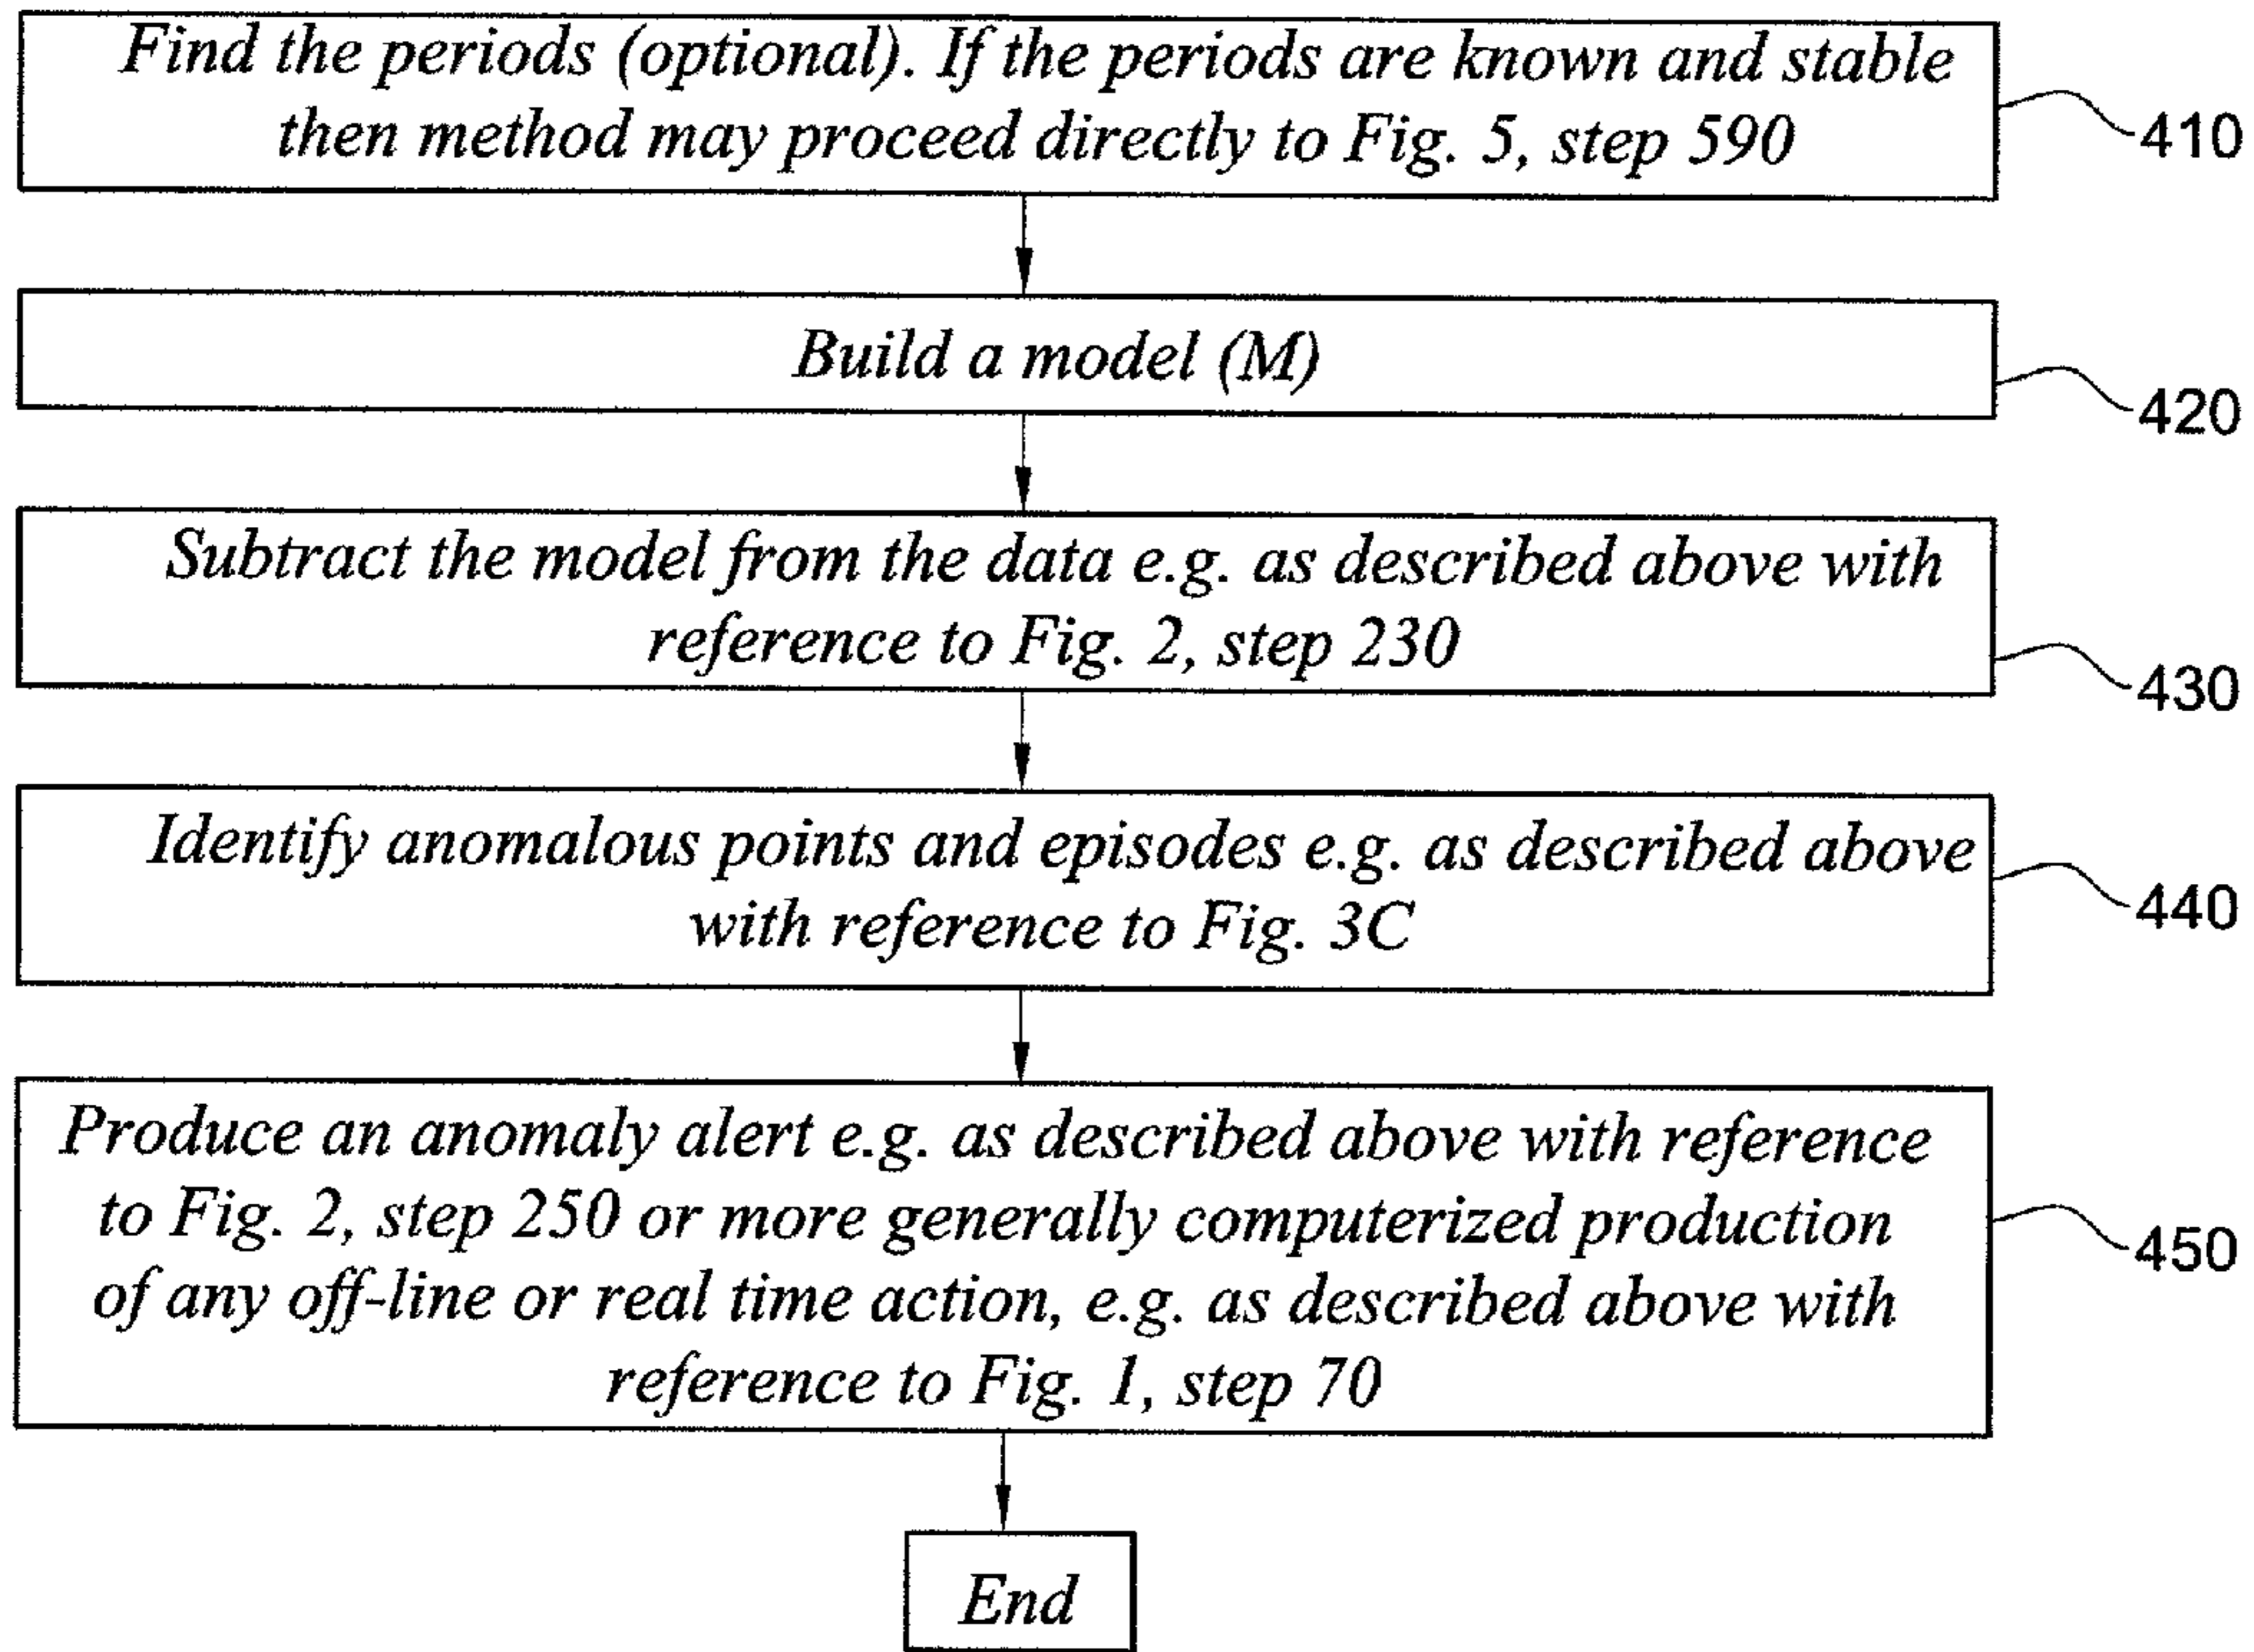 Find the periods (optional). If the periods are known and stable
then method may proceed directly to Fig. 5, step 590
410
Build a model (M)
420
Subtract the model from the data e.g. as described above with
reference to Fig. 2, step 230
430
Identify anomalous points and episodes e.g. as described above
with reference to Fig. 3C
440
Produce an anomaly alert e.g. as described above with reference
to Fig. 2, step 250 or more generally computerized production
of any off-line or real time action, e.g. as described above with
reference to Fig. 1, step 70
450
End